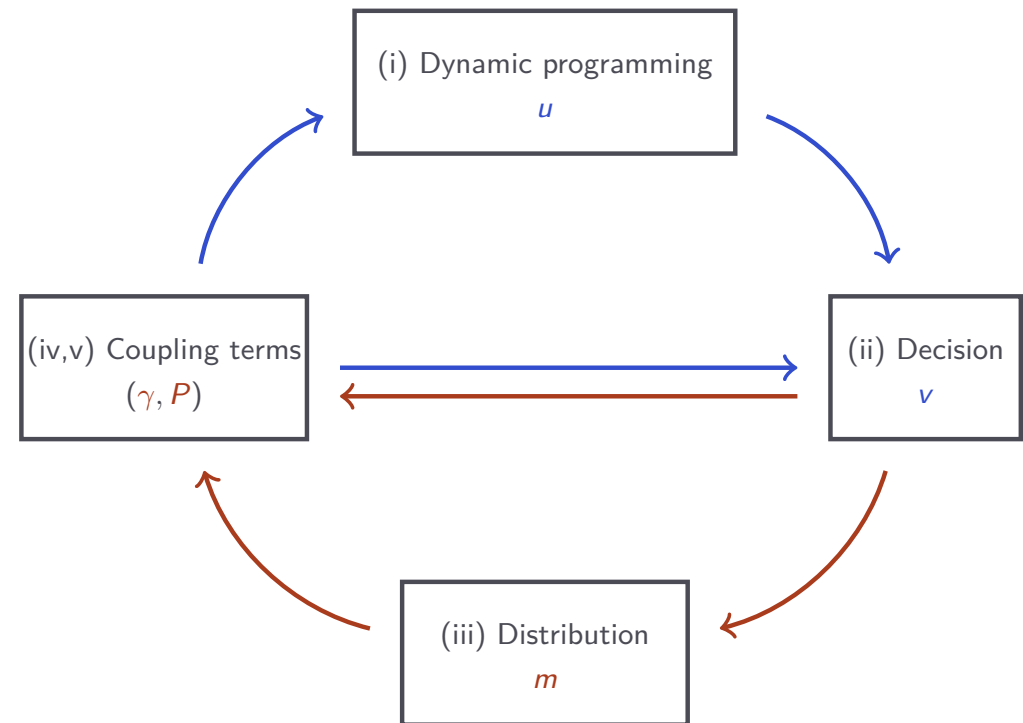 (i) Dynamic programming
u
(iv,v) Coupling terms
(γ, P)
(ii) Decision
v
(iii) Distribution
m